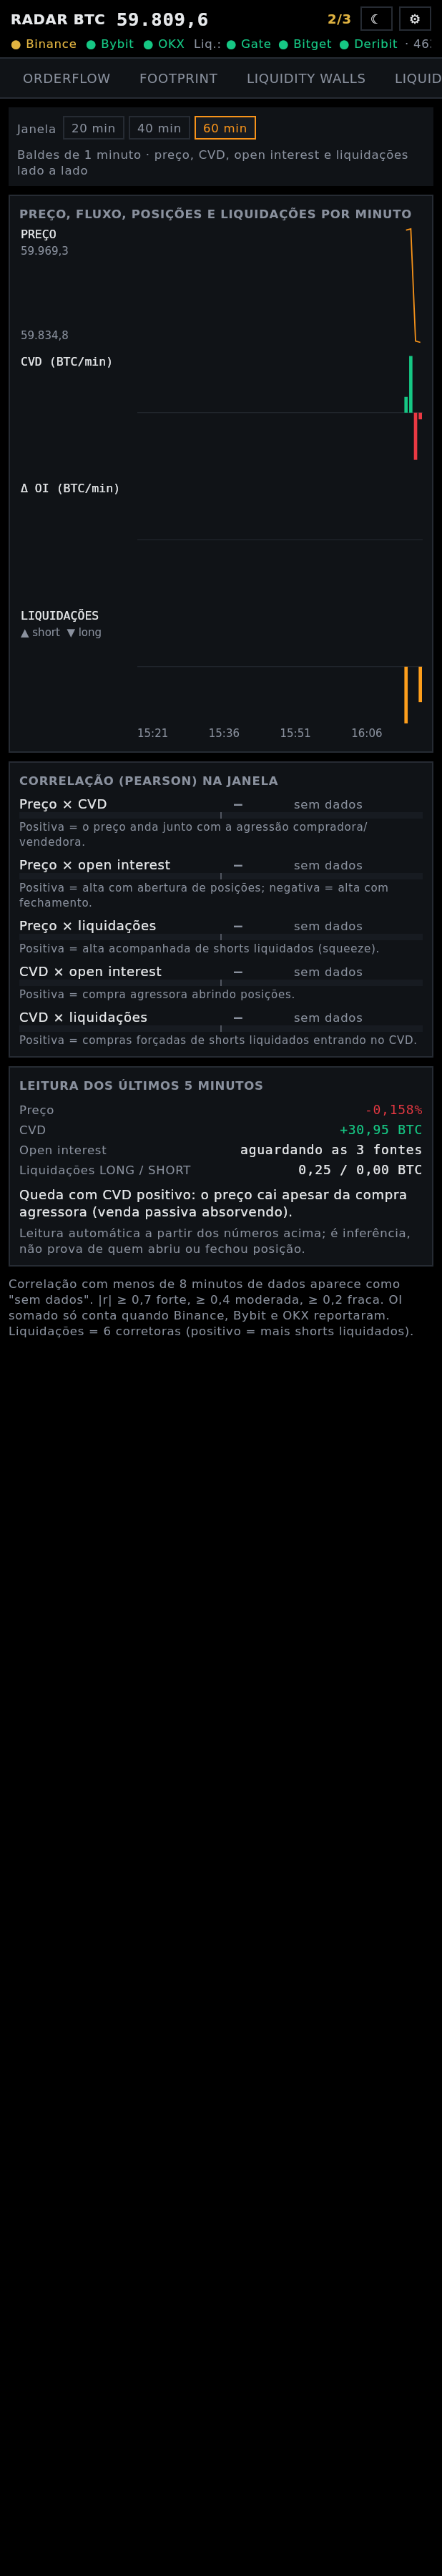 RADAR BTC 59.809,6 2/3 ☾ ⚙
● Binance ● Bybit ● OKX Liq.: ● Gate ● Bitget ● Deribit · 46
ORDERFLOW FOOTPRINT LIQUIDITY WALLS LIQUID
Janela 20 min 40 min 60 min
Baldes de 1 minuto · preço, CVD, open interest e liquidações
lado a lado
PREÇO, FLUXO, POSIÇÕES E LIQUIDAÇÕES POR MINUTO
PREÇO
59.969,3
59.834,8
CVD (BTC/min)
Δ OI (BTC/min)
LIQUIDAÇÕES
▲ short ▼ long
15:21 15:36 15:51 16:06
CORRELAÇÃO (PEARSON) NA JANELA
Preço × CVD — sem dados
Positiva = o preço anda junto com a agressão compradora/
vendedora.
Preço × open interest — sem dados
Positiva = alta com abertura de posições; negativa = alta com
fechamento.
Preço × liquidações — sem dados
Positiva = alta acompanhada de shorts liquidados (squeeze).
CVD × open interest — sem dados
Positiva = compra agressora abrindo posições.
CVD × liquidações — sem dados
Positiva = compras forçadas de shorts liquidados entrando no CVD.
LEITURA DOS ÚLTIMOS 5 MINUTOS
Preço -0,158%
CVD +30,95 BTC
Open interest aguardando as 3 fontes
Liquidações LONG / SHORT 0,25 / 0,00 BTC
Queda com CVD positivo: o preço cai apesar da compra
agressora (venda passiva absorvendo).
Leitura automática a partir dos números acima; é inferência,
não prova de quem abriu ou fechou posição.
Correlação com menos de 8 minutos de dados aparece como
"sem dados". |r| ≥ 0,7 forte, ≥ 0,4 moderada, ≥ 0,2 fraca. OI
somado só conta quando Binance, Bybit e OKX reportaram.
Liquidações = 6 corretoras (positivo = mais shorts liquidados).